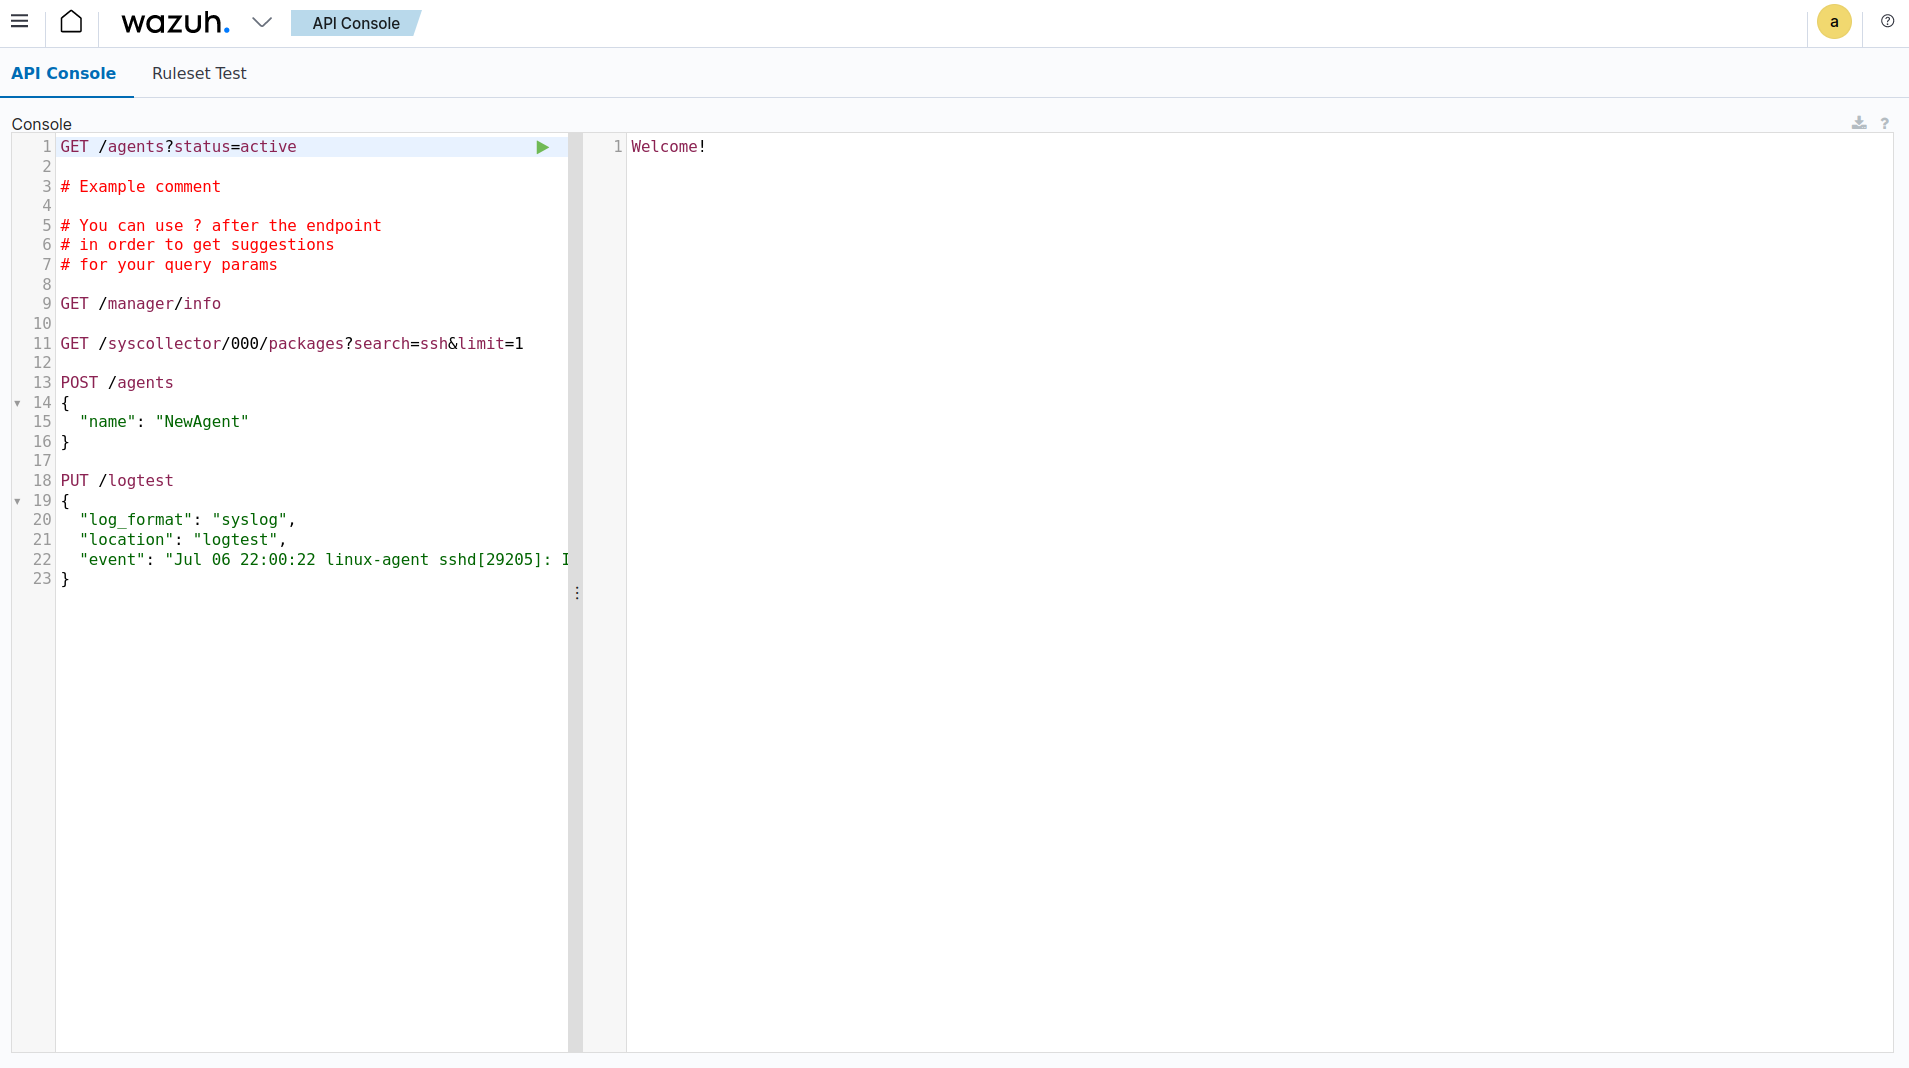 wazuh. API Console a
API Console Ruleset Test
Console ?
1 GET /agents?status=active
2
3 # Example comment
4
5 # You can use ? after the endpoint
6 # in order to get suggestions
7 # for your query params
8
9 GET /manager/info
10
11 GET /syscollector/000/packages?search=ssh&limit=1
12
13 POST /agents
14 {
15 "name": "NewAgent"
16 }
17
18 PUT /logtest
19 {
20 "log_format": "syslog",
21 "location": "logtest",
22 "event": "Jul 06 22:00:22 linux-agent sshd[29205]: I
23 }
1 Welcome!